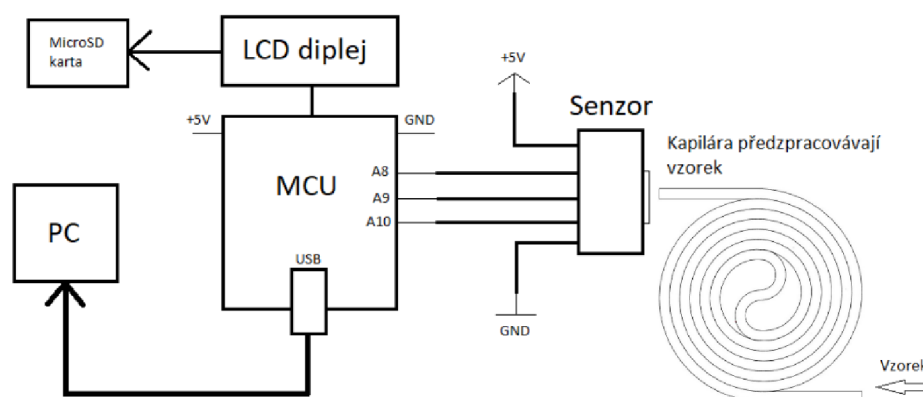 MicroSD
karta
LCD diplej
+5V
GND
MCU
A8
A9
A10
USB
PC
+5V
Senzor
GND
Kapilára předzpracovávají
vzorek
Vzorek